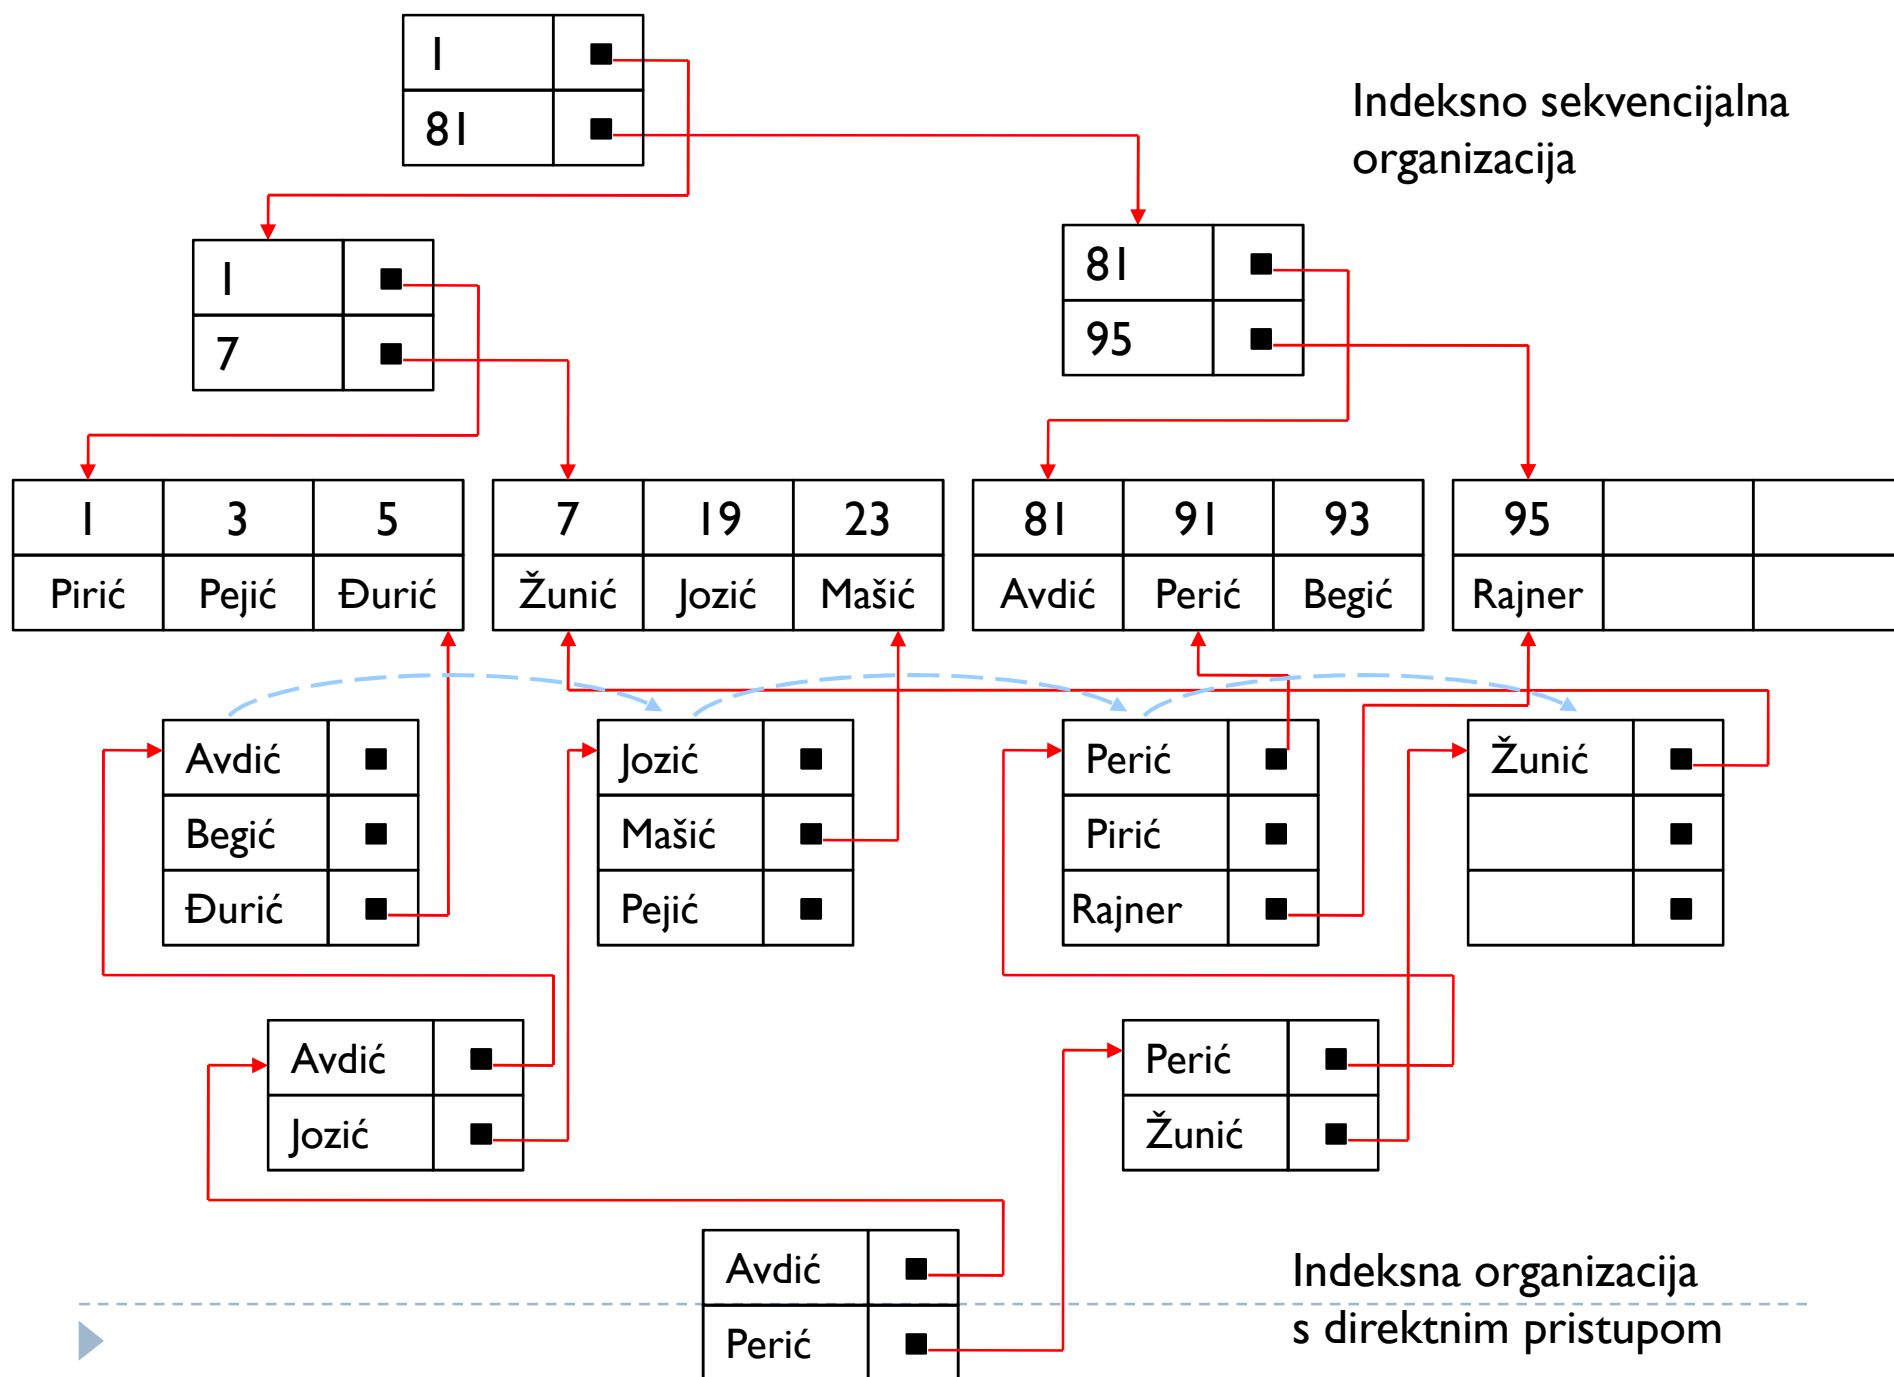 1
81
Indeksno sekvencijalna
organizacija
1
7
81
95
1 3 5 7 19 23 81 91 93 95
Pirić Pejić Đurić Žunić Jozić Mašić Avdić Perić Begić Rajner
Avdić Jozić Perić Žunić
Begić Mašić Pirić
Đurić Pejić Rajner
Avdić Perić
Jozić Žunić
Avdić
Perić
Indeksna organizacija
s direktnim pristupom